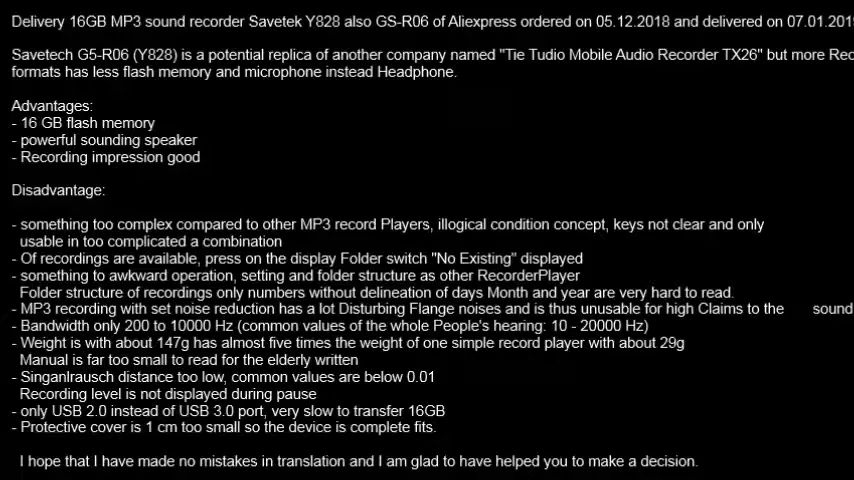 Delivery 16GB MP3 sound recorder Savetek Y828 also GS-R06 of Aliexpress ordered on 05.12.2018 and delivered on 07.01.201
Savetech G5-R06 (Y828) is a potential replica of another company named "Tie Tudio Mobile Audio Recorder TX26" but more Rec
formats has less flash memory and microphone instead Headphone.
Advantages:
- 16 GB flash memory
- powerful sounding speaker
- Recording impression good
Disadvantage:
- something too complex compared to other MP3 record Players, illogical condition concept, keys not clear and only
usable in too complicated a combination
- Of recordings are available, press on the display Folder switch "No Existing" displayed
- something to awkward operation, setting and folder structure as other RecorderPlayer
Folder structure of recordings only numbers without delineation of days Month and year are very hard to read.
- MP3 recording with set noise reduction has a lot Disturbing Flange noises and is thus unusable for high Claims to the sound
- Bandwidth only 200 to 10000 Hz (common values of the whole People's hearing: 10 - 20000 Hz)
- Weight is with about 147g has almost five times the weight of one simple record player with about 29g
Manual is far too small to read for the elderly written
- Singanlrausch distance too low, common values are below 0.01
Recording level is not displayed during pause
- only USB 2.0 instead of USB 3.0 port, very slow to transfer 16GB
- Protective cover is 1 cm too small so the device is complete fits.
I hope that I have made no mistakes in translation and I am glad to have helped you to make a decision.